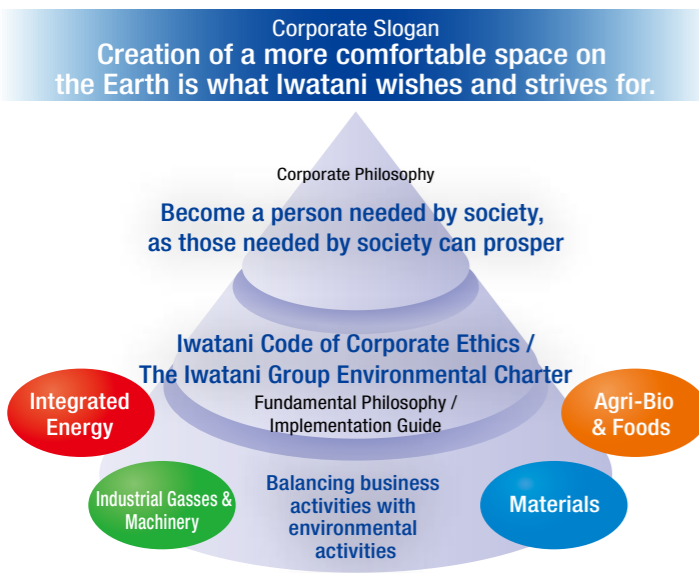 Corporate Slogan
Creation of a more comfortable space on
the Earth is what Iwatani wishes and strives for.
Corporate Philosophy
Become a person needed by society,
as those needed by society can prosper
Iwatani Code of Corporate Ethics /
The Iwatani Group Environmental Charter
Fundamental Philosophy /
Implementation Guide
Integrated
Energy
Agri-Bio
& Foods
Industrial Gasses &
Machinery
Balancing business
activities with
environmental
activities
Materials